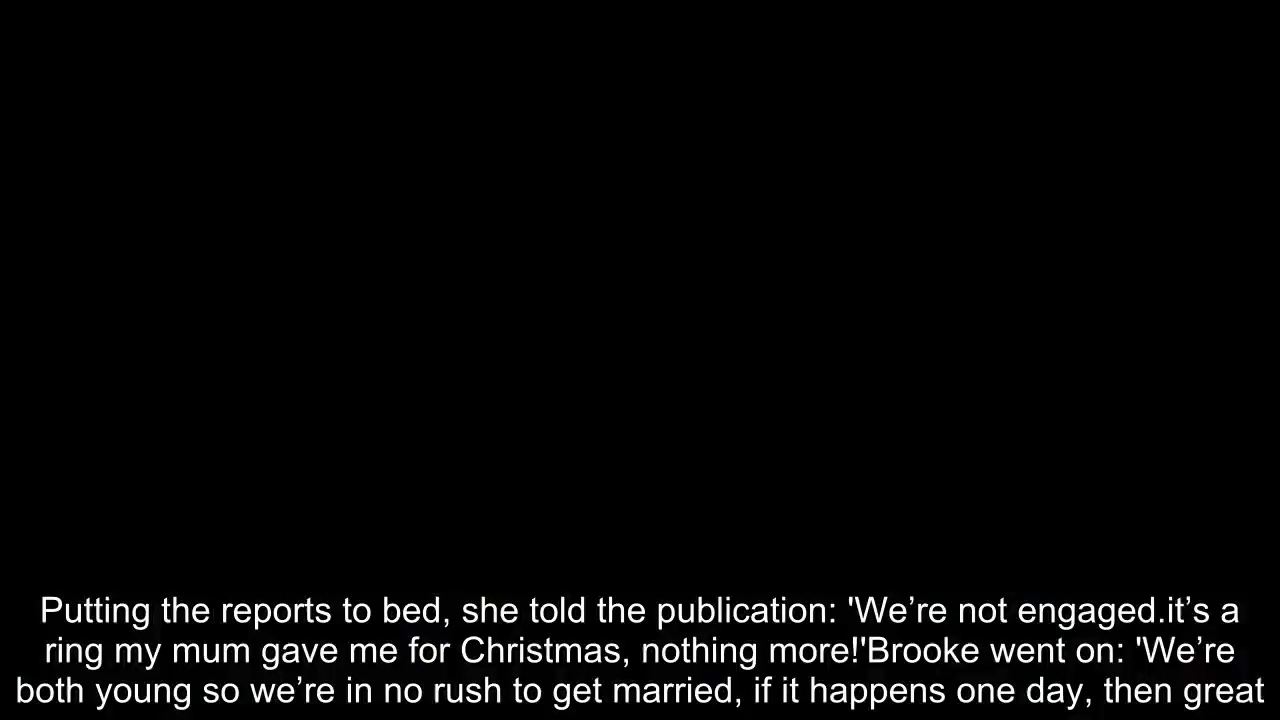 Putting the reports to bed, she told the publication: 'We’re not engaged.it’s a
ring my mum gave me for Christmas, nothing more!'Brooke went on: 'We’re
both young so we’re in no rush to get married, if it happens one day, then great